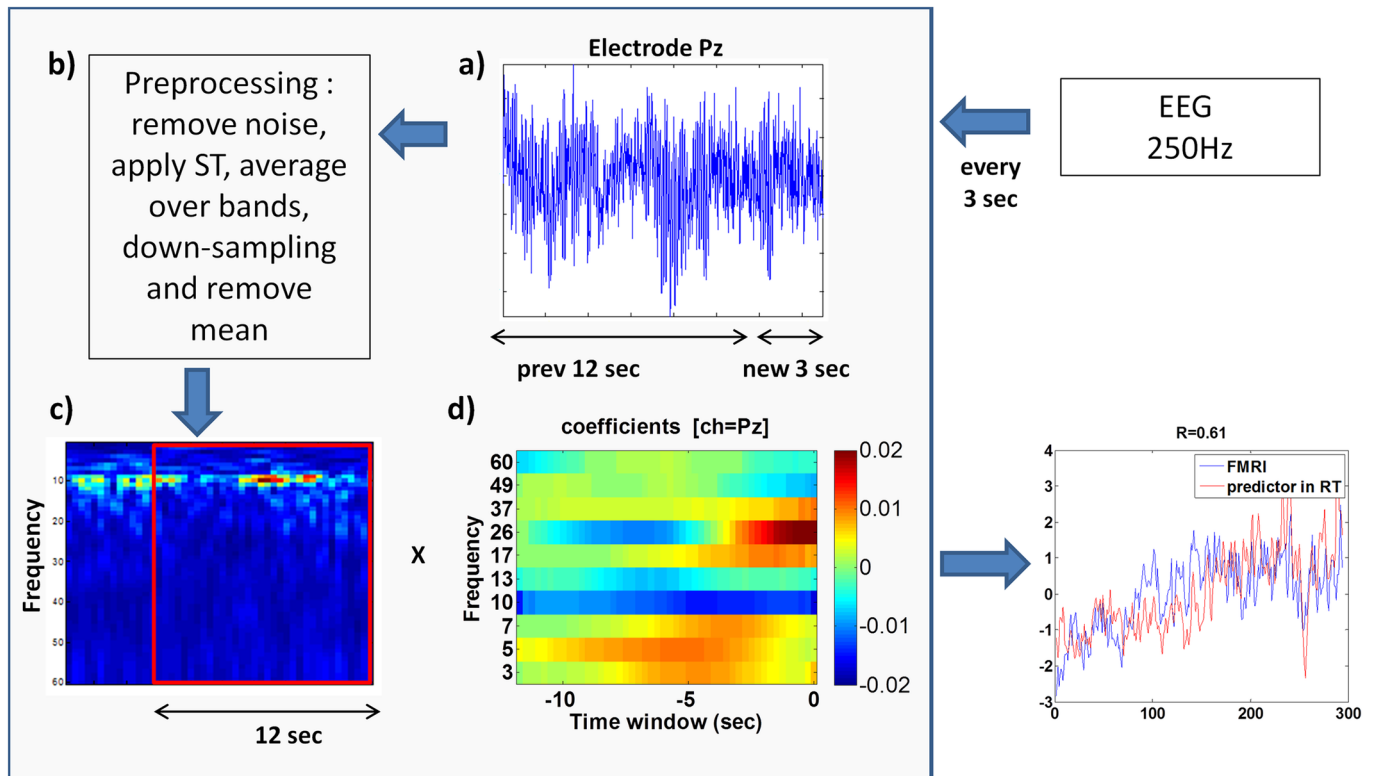 b)
Preprocessing :
remove noise,
apply ST, average
over bands,
down-sampling
and remove
mean
a)
Electrode Pz
prev 12 sec
new 3 sec
EEG
250Hz
every
3 sec
c)
Frequency
10
20
30
40
50
60
12 sec
X
d)
coefficients [ch=Pz]
Frequency
60
49
37
26
17
13
10
7
5
3
-10
-5
0
Time window (sec)
0.02
0.01
0
-0.01
-0.02
R=0.61
FMRI
predictor in RT
4
3
2
1
0
-1
-2
-3
0
100
200
300